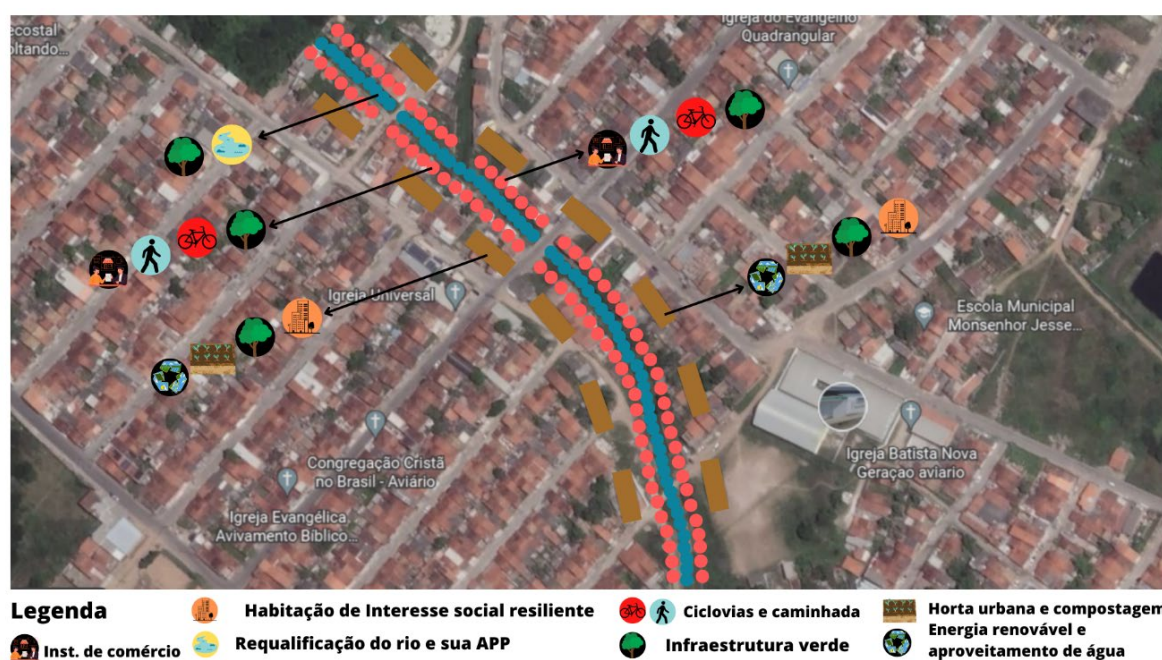 ecostal
oltando...
Igreja do Evangelho
Quadrangular
Igreja Universal
Escola Municipal
Monsenhor Jesse...
Congregação Cristã
no Brasil - Aviário
Igreja Batista Nova
Geraçao aviario
Igreja Evangélica
Avivamento Bíblico...
Legenda
Inst. de comércio
Habitação de Interesse social resiliente
Requalificação do rio e sua APP
Ciclovias e caminhada
Infraestrutura verde
Horta urbana e compostagem
Energia renovável e
aproveitamento de água